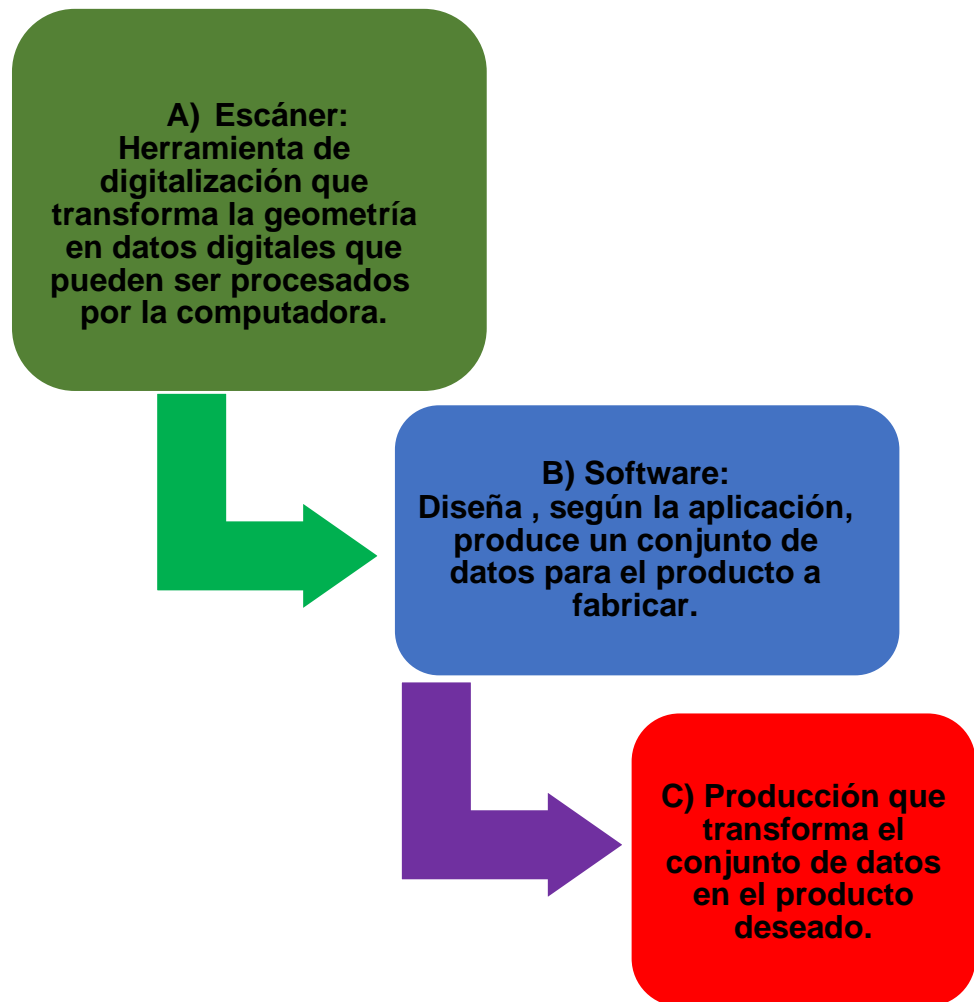 A) Escáner:
Herramienta de
digitalización que
transforma la geometría
en datos digitales que
pueden ser procesados
por la computadora.
B) Software:
Diseña , según la aplicación,
produce un conjunto de
datos para el producto a
fabricar.
C) Producción que
transforma el
conjunto de datos
en el producto
deseado.